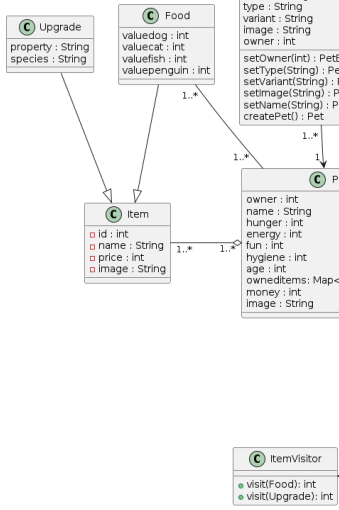 C Upgrade
property : String
species : String
C Food
valuedog : int
valuecat : int
valuefish : int
valuepenguin : int
type : String
variant : String
image : String
owner : int
setOwner(int) : PetB
setType(String) : Pe
setVariant(String) :
setImage(String) : P
setName(String) : P
createPet() : Pet
1..*
1..*
1..*
1
C Item
id : int
name : String
price : int
image : String
1..*
1..*
C P
owner : int
name : String
hunger : int
energy : int
fun : int
hygiene : int
age : int
owneditems : Map<
money : int
image : String
C ItemVisitor
visit(Food): int
visit(Upgrade): int